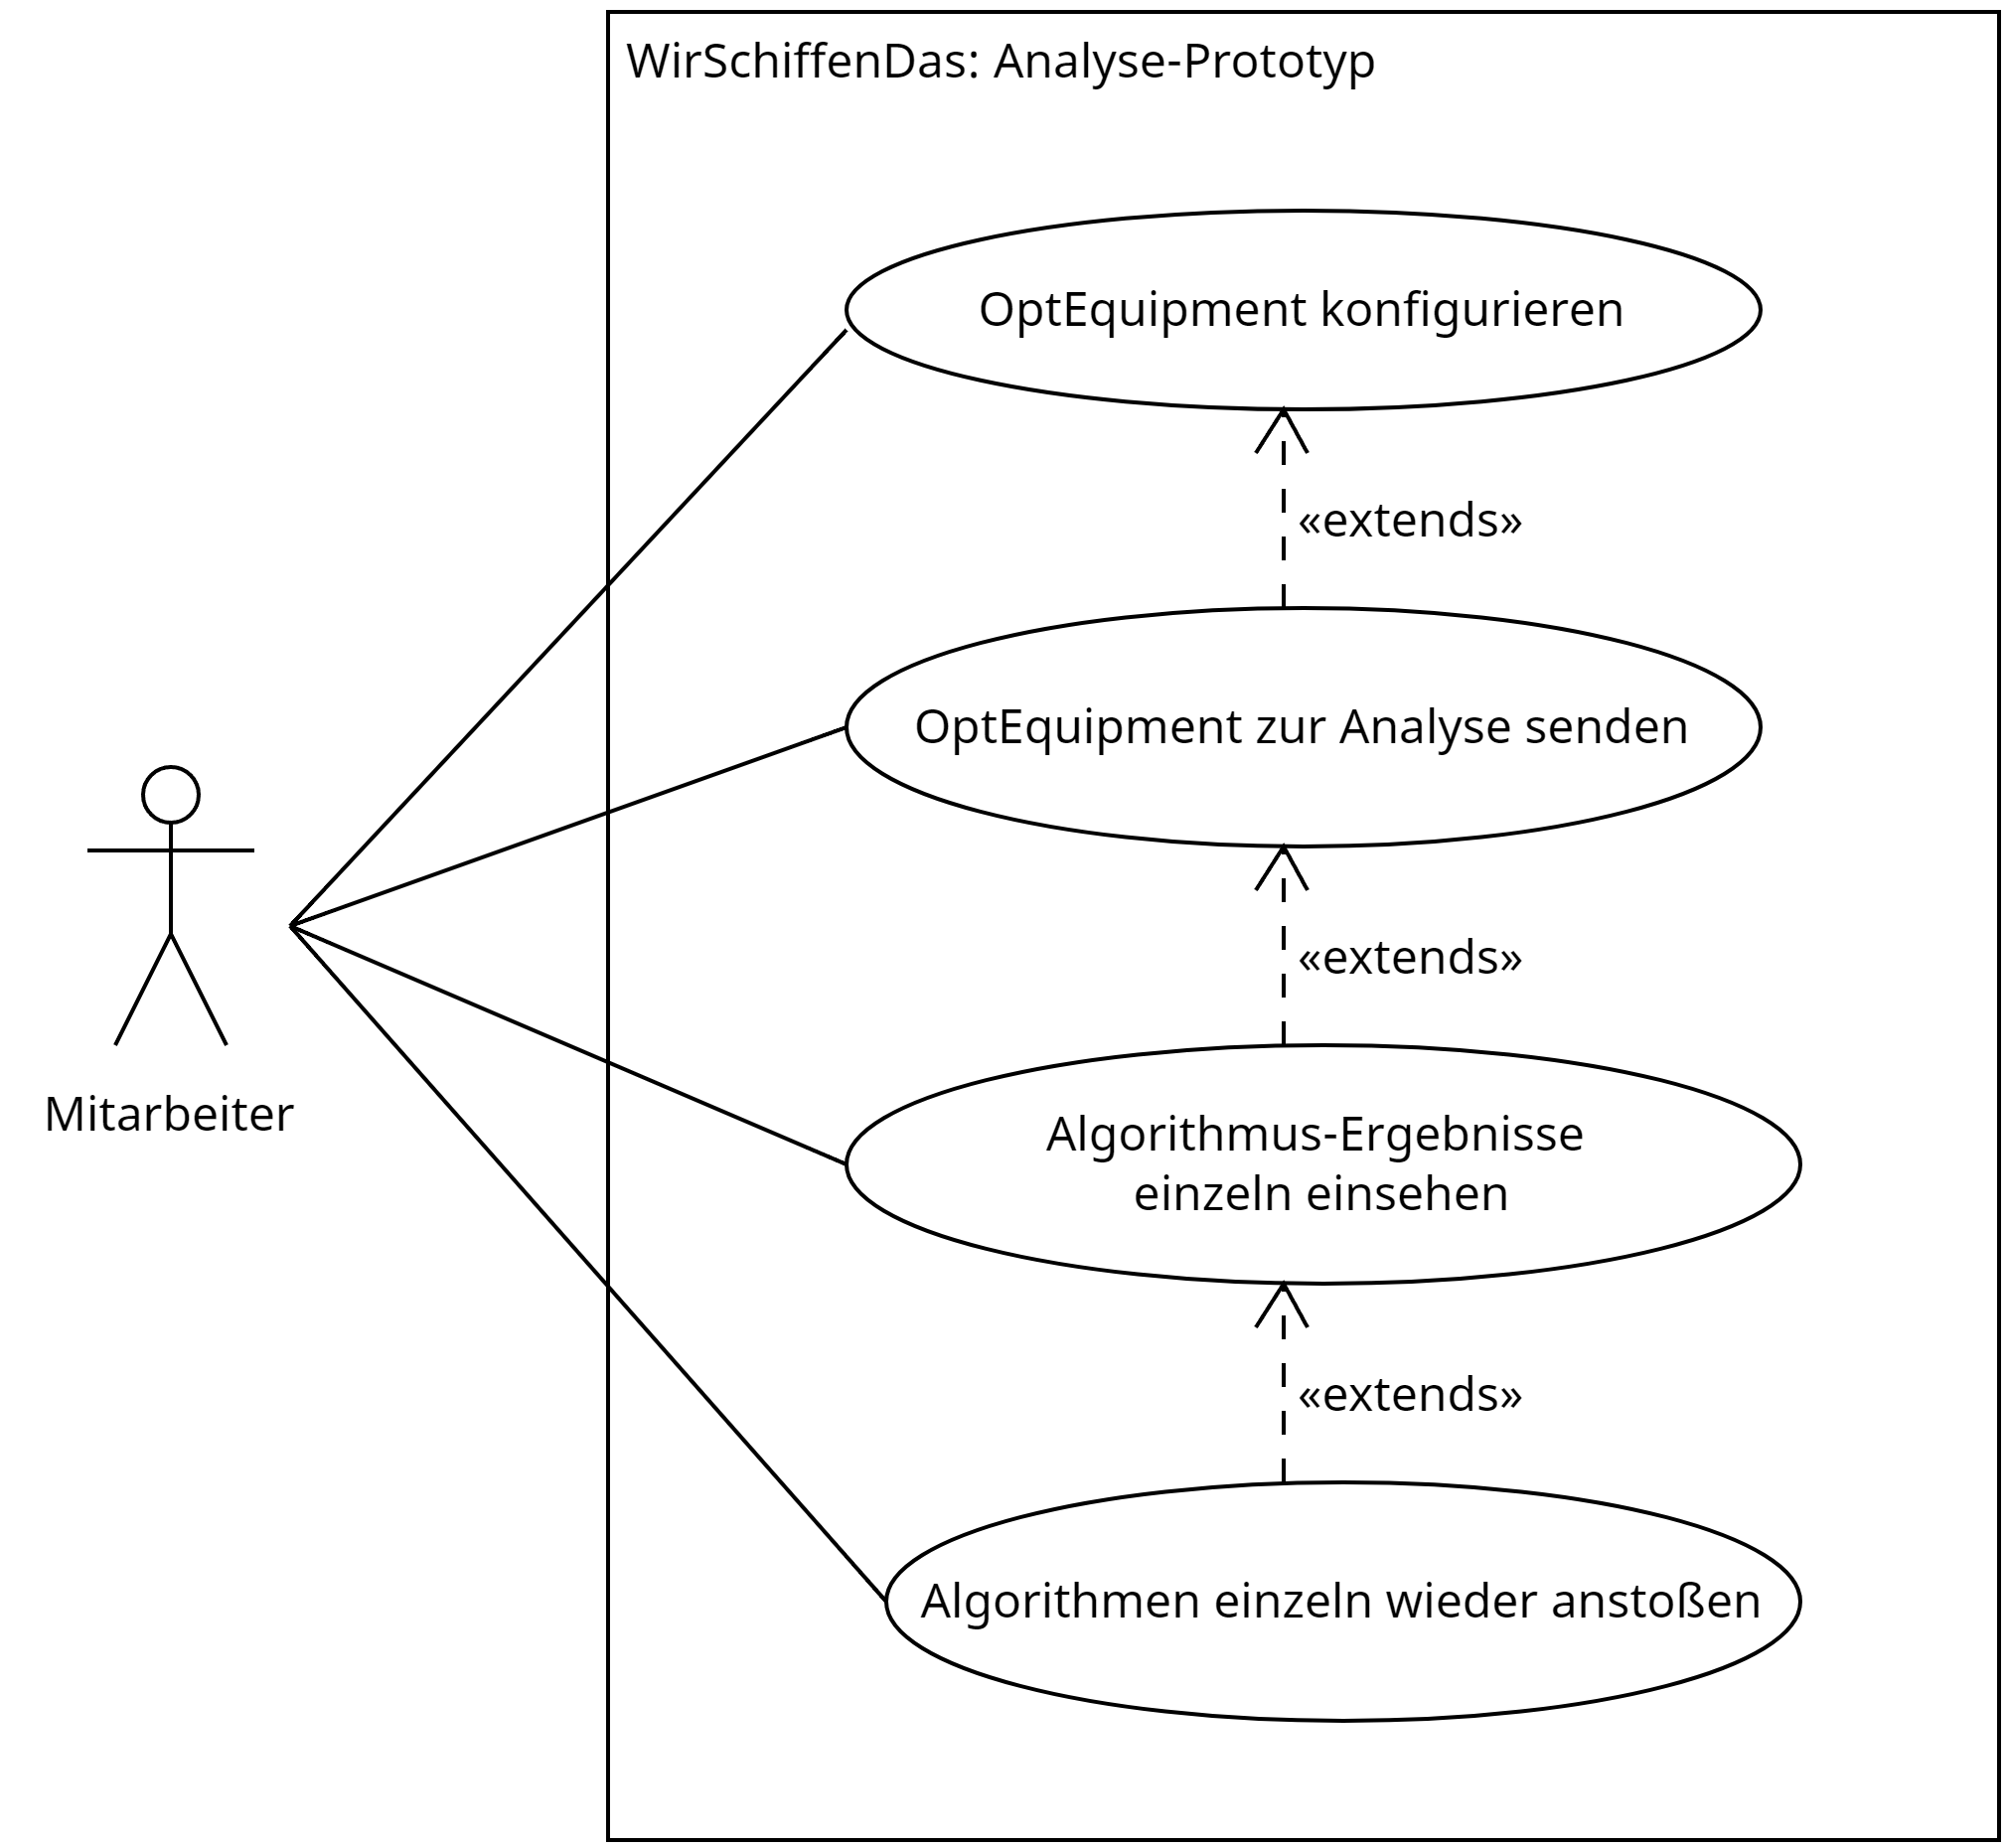 WirSchiffenDas: Analyse-Prototyp
OptEquipment konfigurieren
«extends»
OptEquipment zur Analyse senden
«extends»
Mitarbeiter
Algorithmus-Ergebnisse
einzeln einsehen
«extends»
Algorithmen einzeln wieder anstoßen